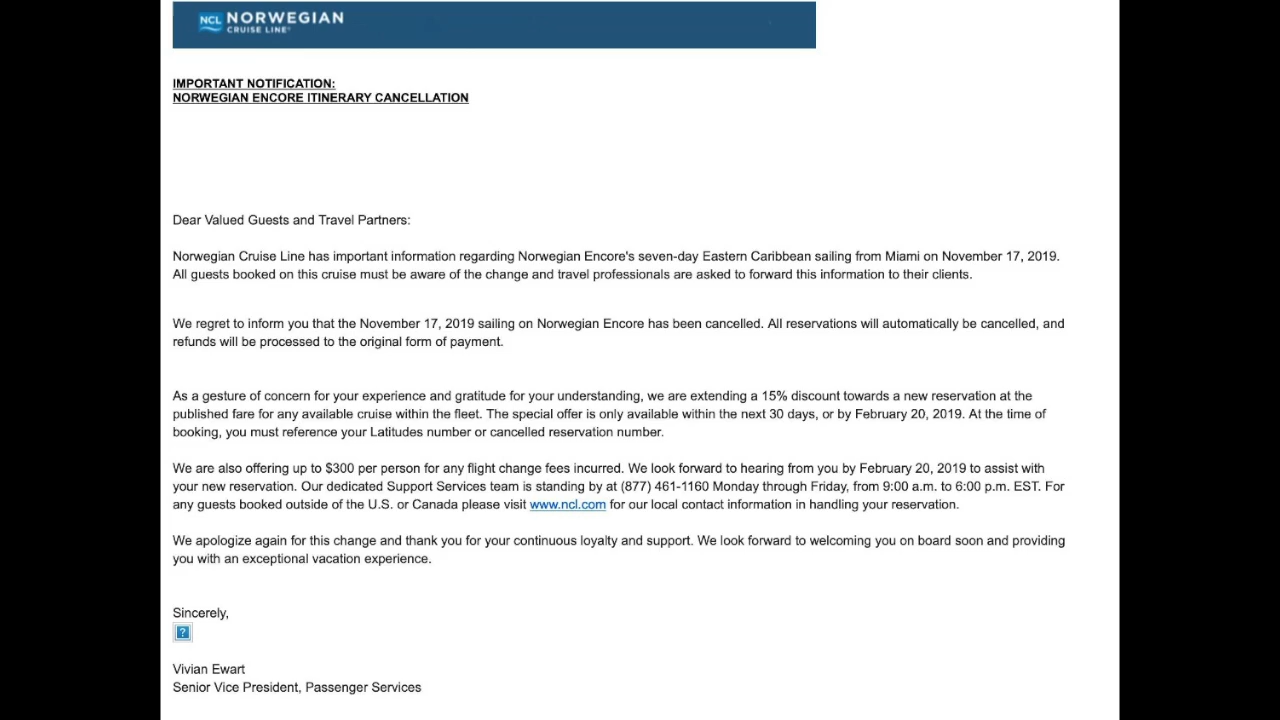 NCL NORWEGIAN
CRUISE LINE®
IMPORTANT NOTIFICATION:
NORWEGIAN ENCORE ITINERARY CANCELLATION
Dear Valued Guests and Travel Partners:
Norwegian Cruise Line has important information regarding Norwegian Encore's seven-day Eastern Caribbean sailing from Miami on November 17, 2019.
All guests booked on this cruise must be aware of the change and travel professionals are asked to forward this information to their clients.
We regret to inform you that the November 17, 2019 sailing on Norwegian Encore has been cancelled. All reservations will automatically be cancelled, and
refunds will be processed to the original form of payment.
As a gesture of concern for your experience and gratitude for your understanding, we are extending a 15% discount towards a new reservation at the
published fare for any available cruise within the fleet. The special offer is only available within the next 30 days, or by February 20, 2019. At the time of
booking, you must reference your Latitudes number or cancelled reservation number.
We are also offering up to $300 per person for any flight change fees incurred. We look forward to hearing from you by February 20, 2019 to assist with
your new reservation. Our dedicated Support Services team is standing by at (877) 461-1160 Monday through Friday, from 9:00 a.m. to 6:00 p.m. EST. For
any guests booked outside of the U.S. or Canada please visit www.ncl.com for our local contact information in handling your reservation.
We apologize again for this change and thank you for your continuous loyalty and support. We look forward to welcoming you on board soon and providing
you with an exceptional vacation experience.
Sincerely,
?
Vivian Ewart
Senior Vice President, Passenger Services